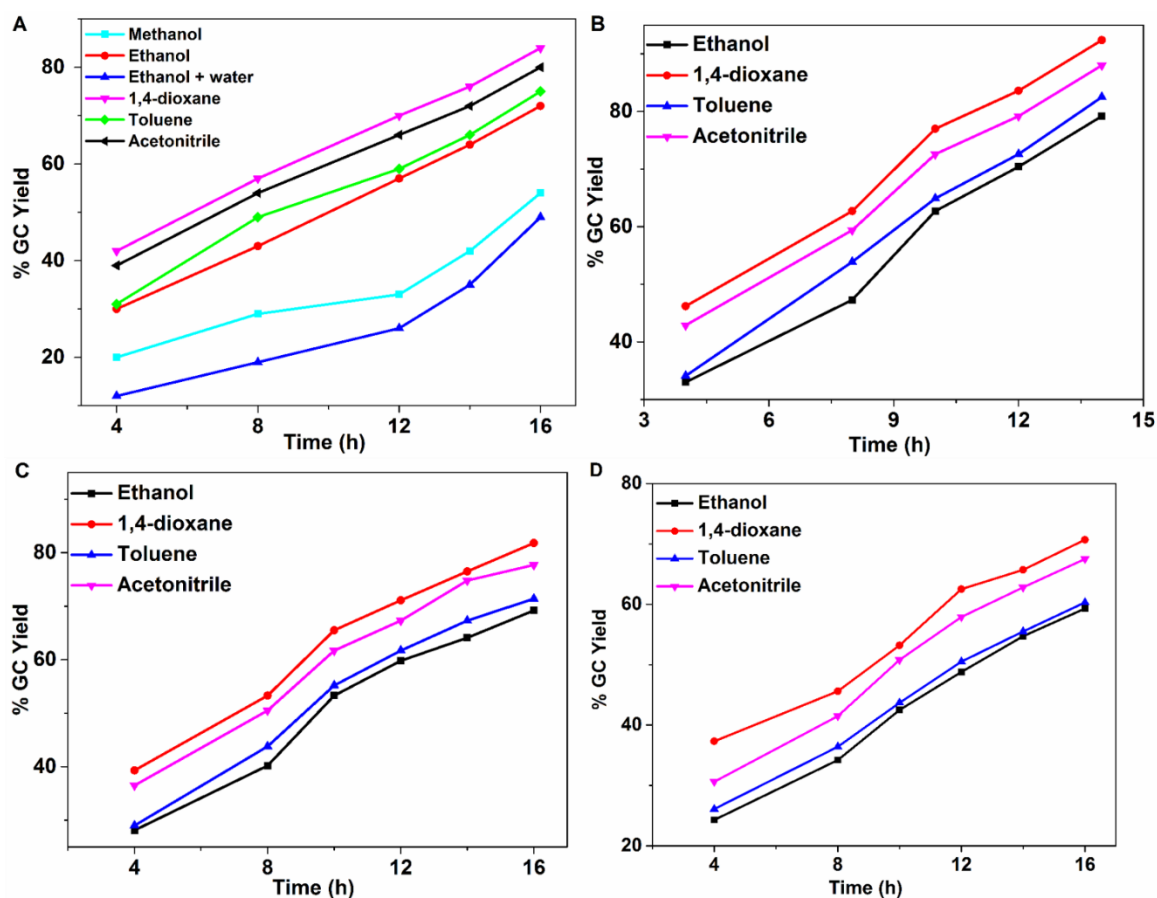 A
Methanol
Ethanol
Ethanol + water
1,4-dioxane
Toluene
Acetonitrile
80
60
40
20
% GC Yield
4 8 12 16
Time (h)
B
Ethanol
1,4-dioxane
Toluene
Acetonitrile
80
60
40
% GC Yield
3 6 9 12 15
Time (h)
C
Ethanol
1,4-dioxane
Toluene
Acetonitrile
80
60
40
% GC Yield
4 8 12 16
Time (h)
D
Ethanol
1,4-dioxane
Toluene
Acetonitrile
80
60
40
20
% GC Yield
4 8 12 16
Time (h)